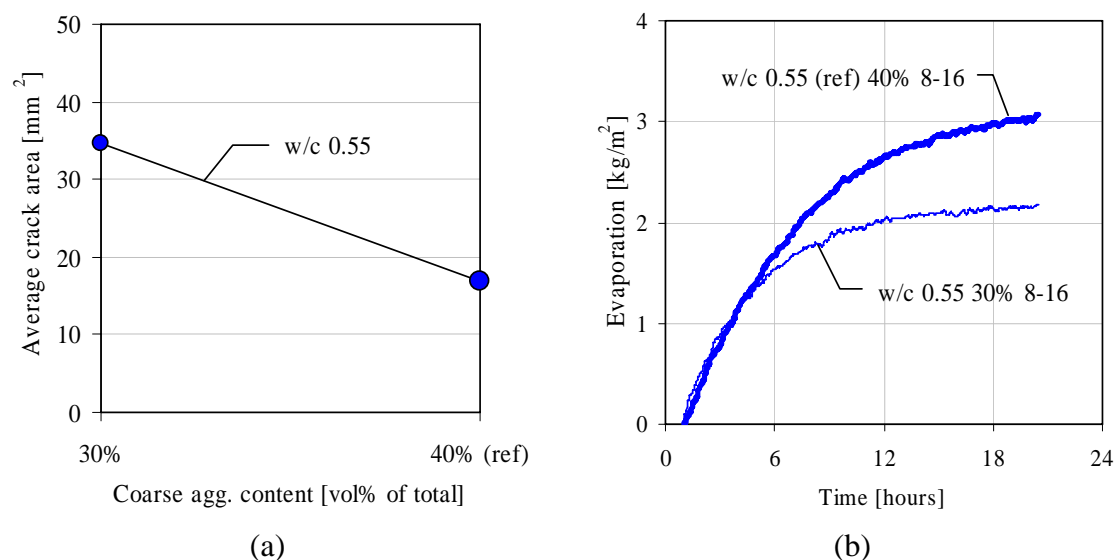 50
40
30
20
10
0
Average crack area [mm²]
w/c 0.55
30%
40% (ref)
Coarse agg. content [vol% of total]
(a)
4
3
2
1
0
Evaporation [kg/m²]
w/c 0.55 (ref) 40% 8-16
w/c 0.55 30% 8-16
0
6
12
18
24
Time [hours]
(b)